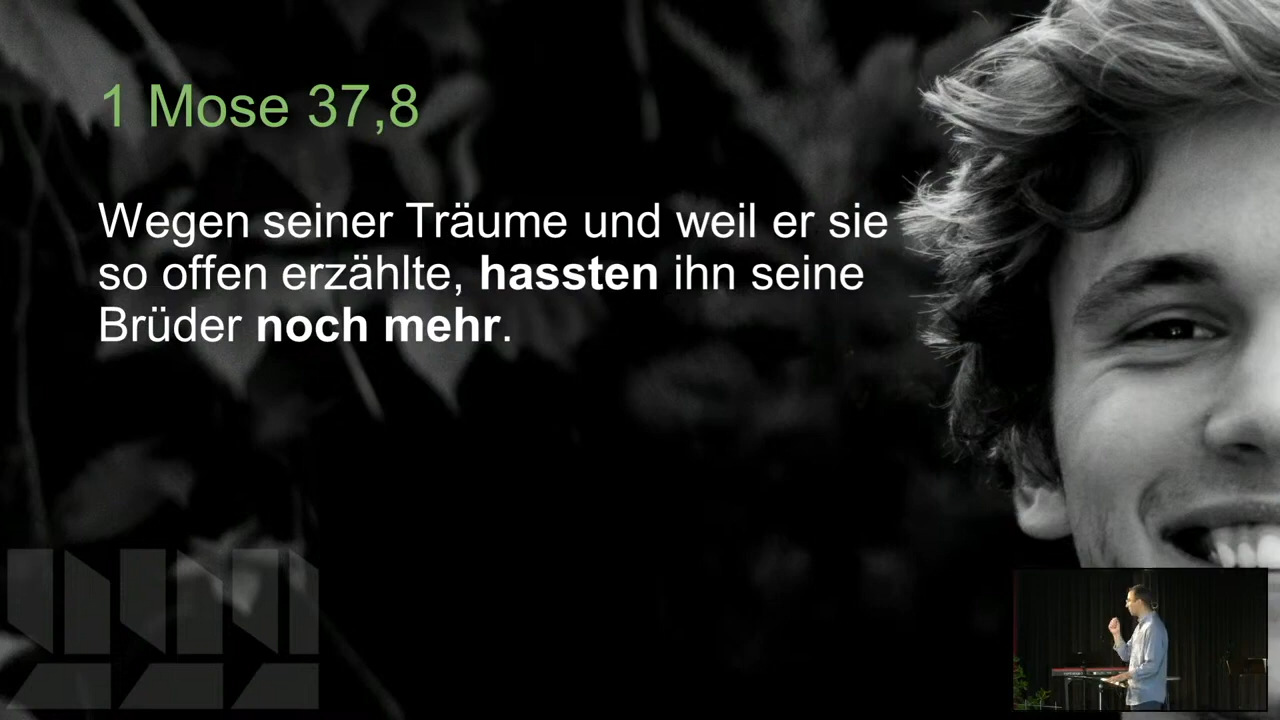 1 Mose 37,8
Wegen seiner Träume und weil er sie
so offen erzählte, hassten ihn seine
Brüder noch mehr.